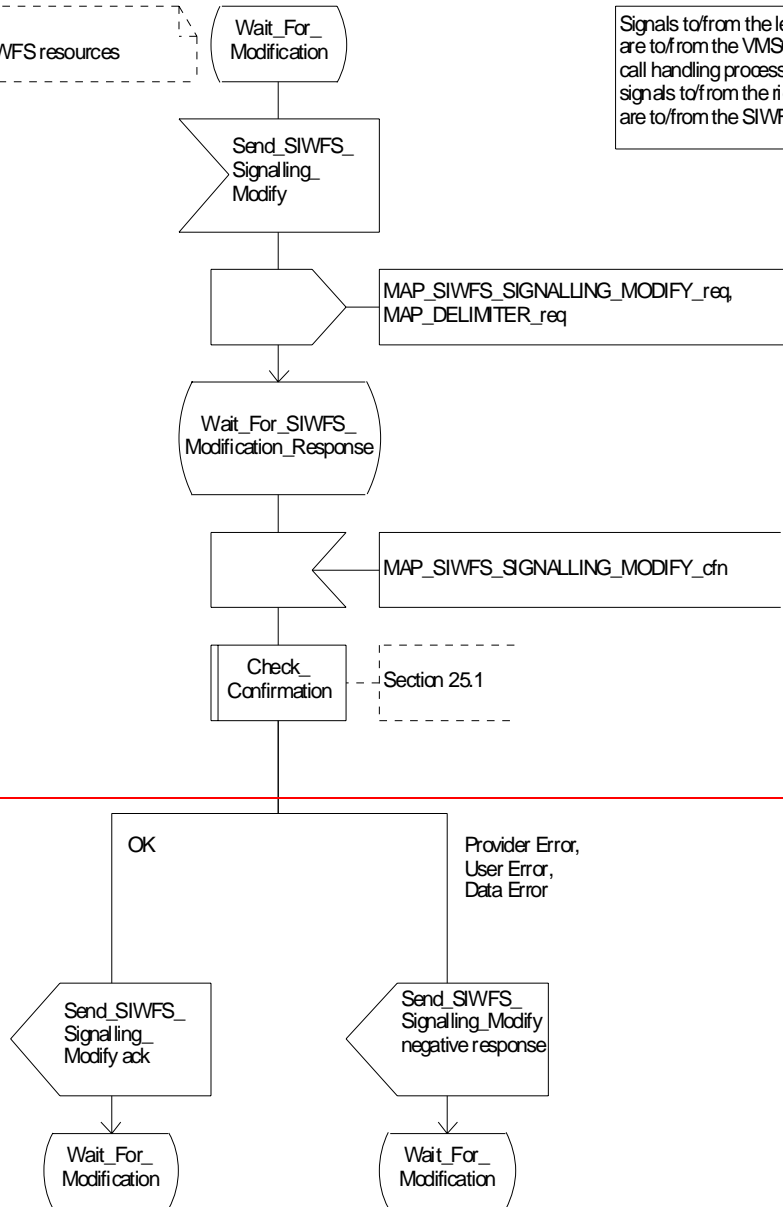 WFS resources
Wait_For_
Modification
Signals to/from the le
are to/from the VMS
call handling process
signals to/from the ri
are to/from the SIWF
Send_SIWFS_
Signalling_
Modify
MAP_SIWFS_SIGNALLING_MODIFY_req,
MAP_DELIMITER_req
Wait_For_SIWFS_
Modification_Response
MAP_SIWFS_SIGNALLING_MODIFY_cfn
Check_
Confirmation
Section 25.1
OK
Provider Error,
User Error,
Data Error
Send_SIWFS_
Signalling_
Modify ack
Send_SIWFS_
Signalling_Modify
negative response
Wait_For_
Modification
Wait_For_
Modification